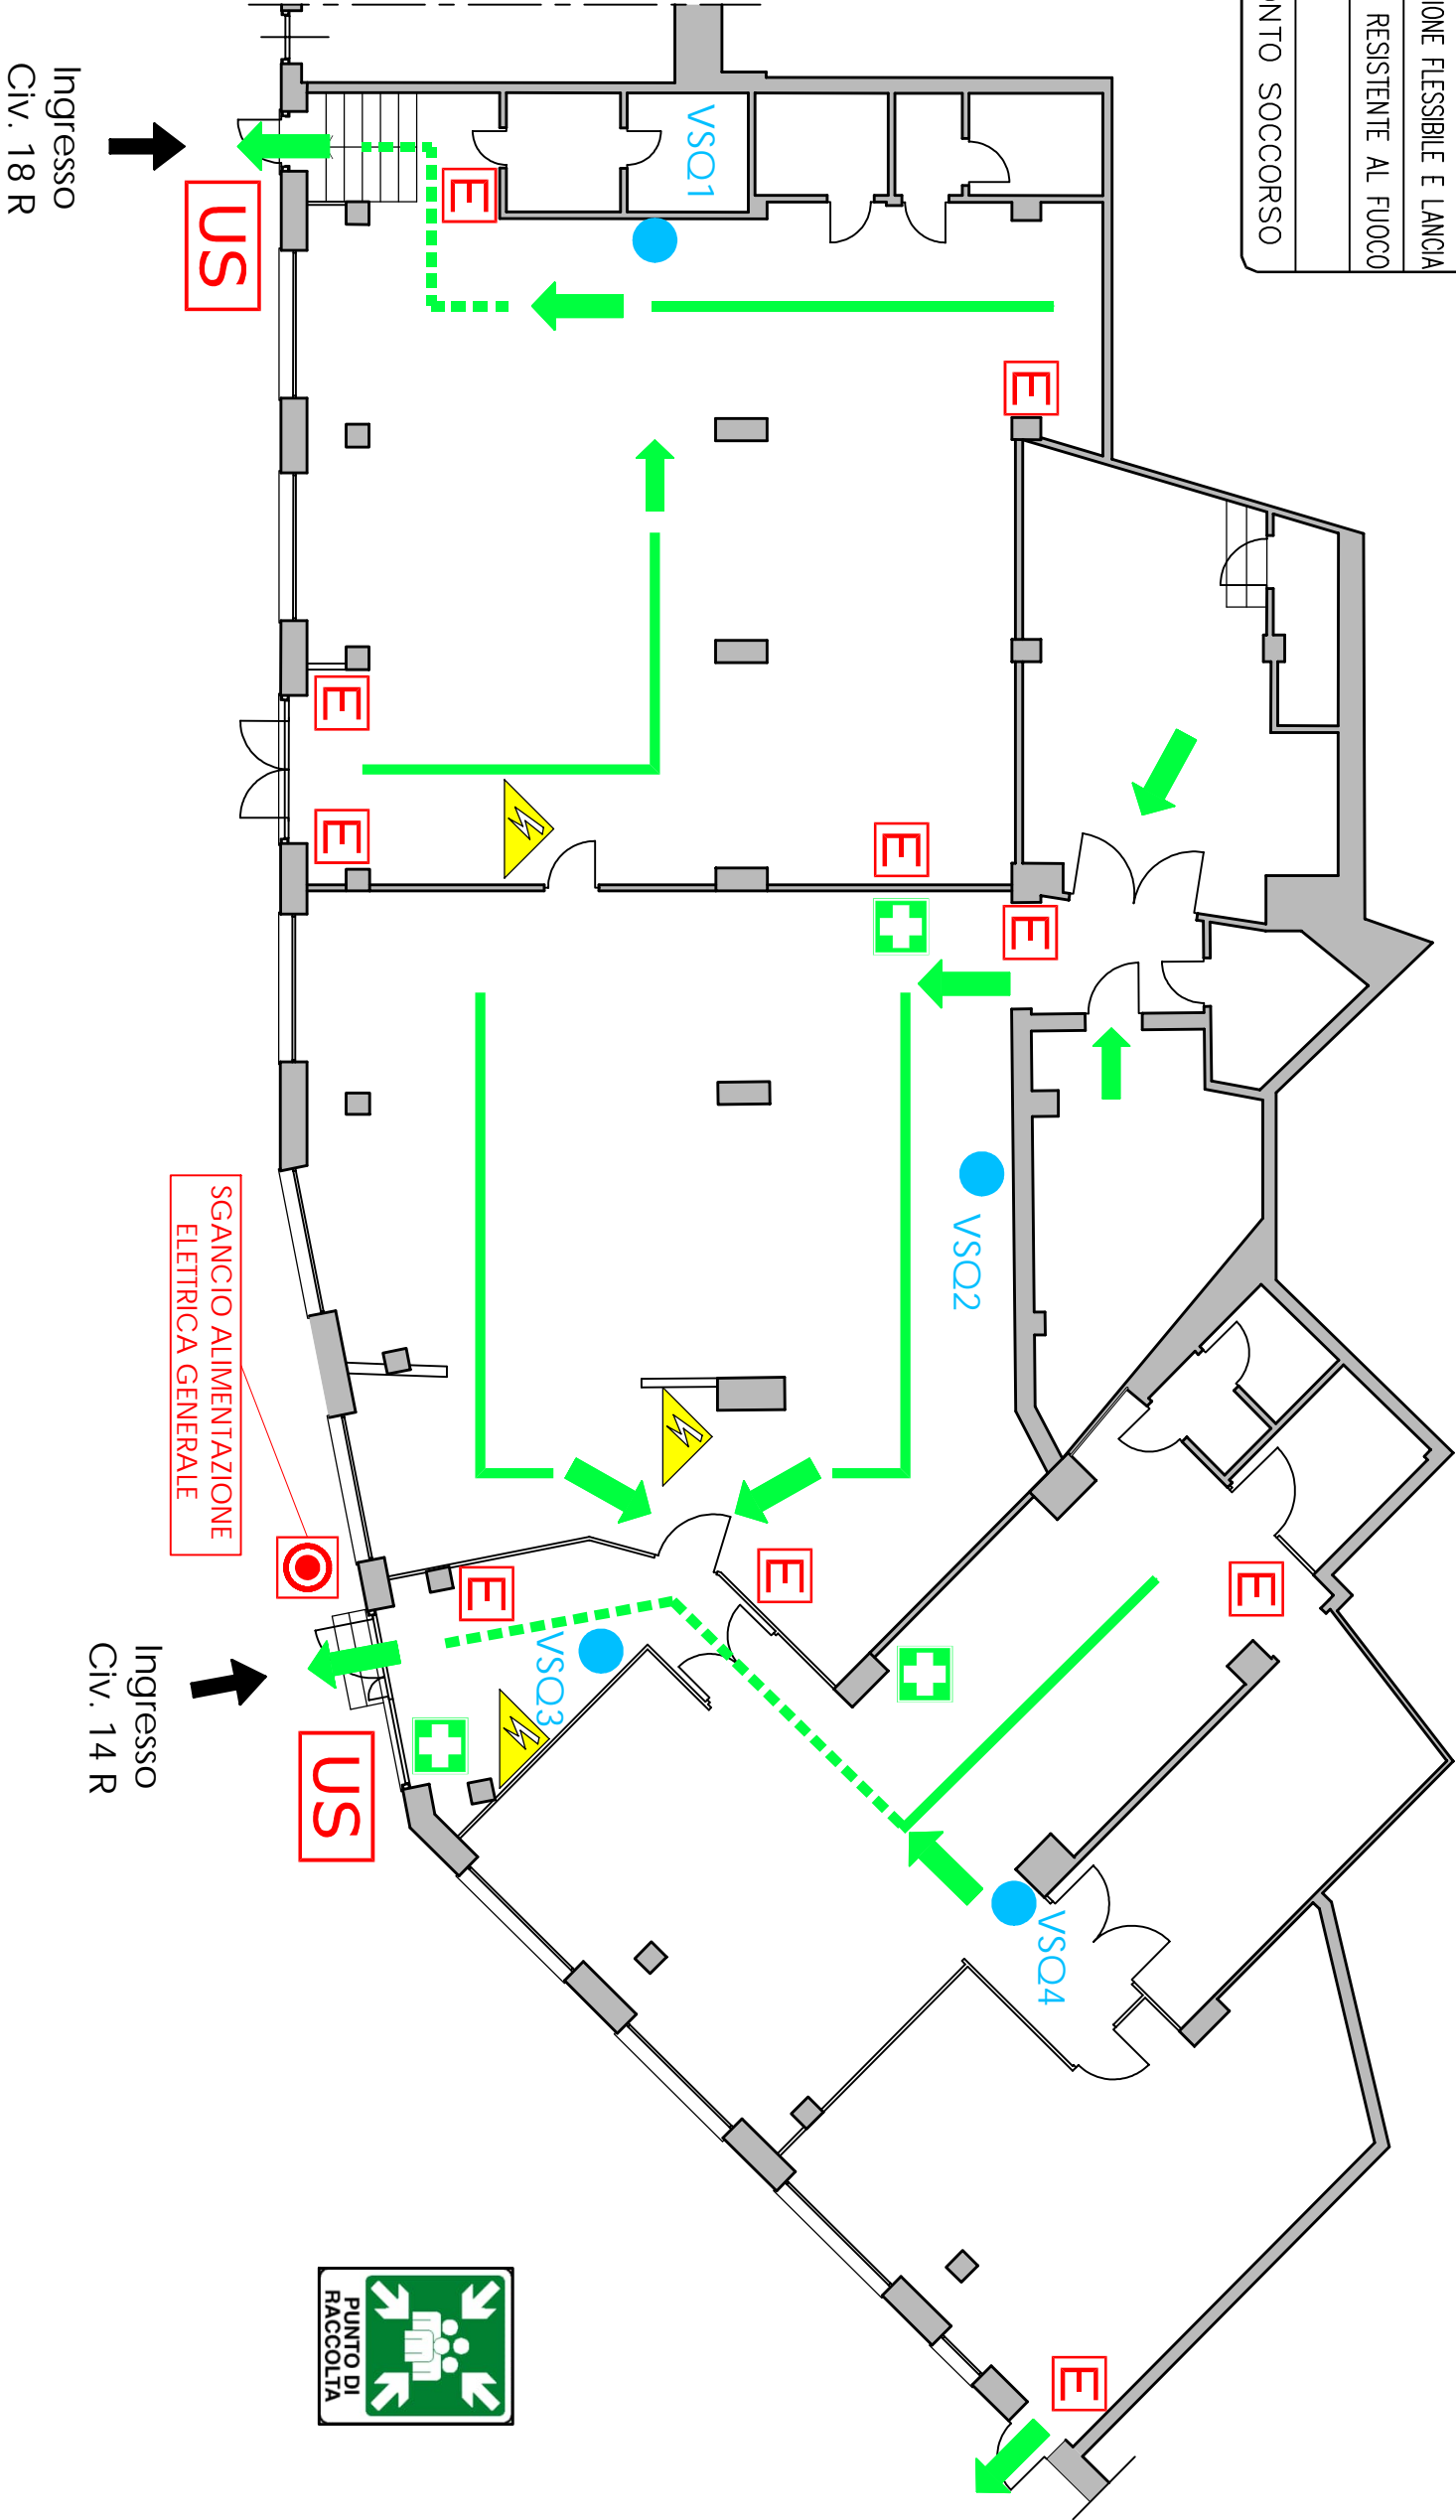 IONE FLESSIBILE E LANCIA
RESISTENTE AL FUOCO
NTO SOCCORSO
E
E
VSQ4
E
E
VSQ2
E
E
VSQ1
VSQ3
E
E
E
E
PUNTO DI
RACCOLTA
US
US
SGANCIO ALIMENTAZIONE
ELETTRICA GENERALE
Ingresso
Civ. 14 R
Ingresso
Civ. 18 R